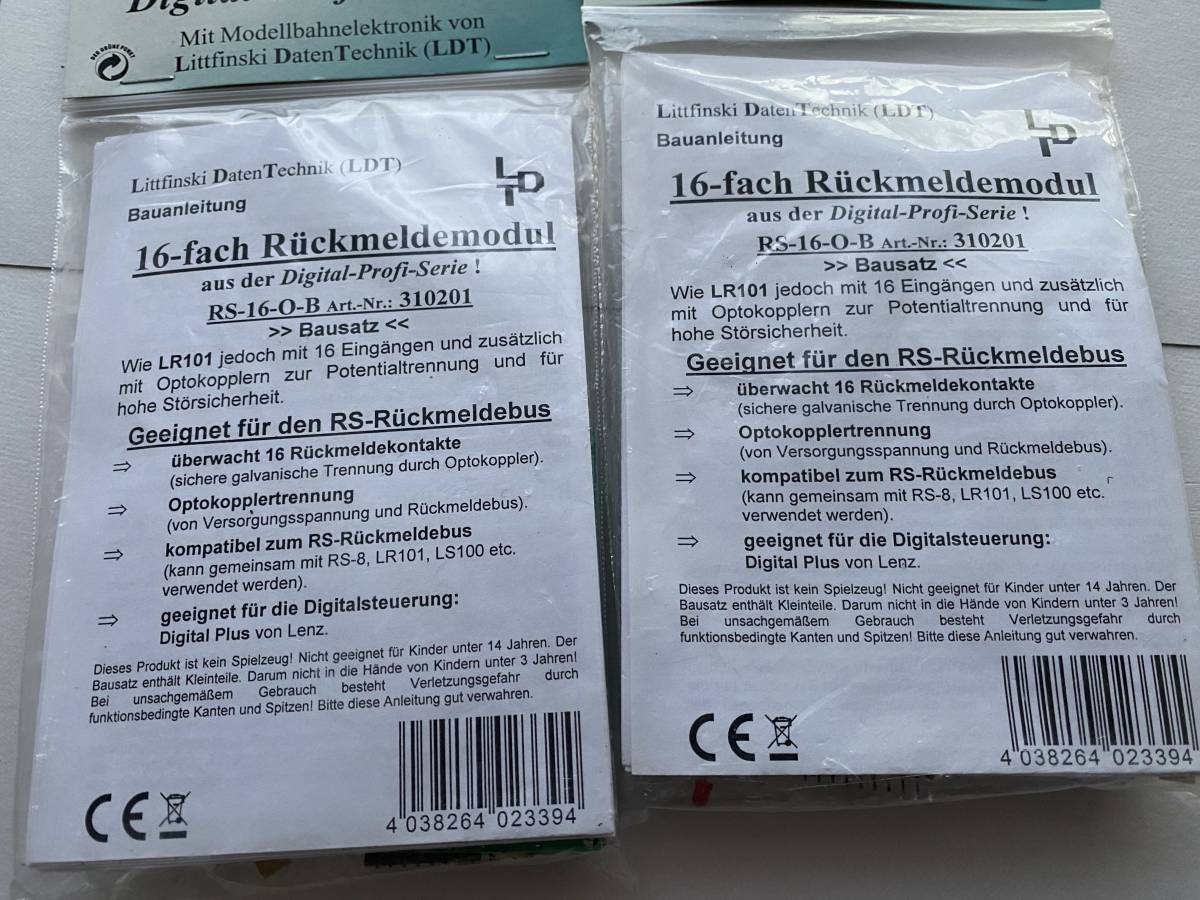 Mit Modellbahnelektronik von
Littfinski DatenTechnik (LDT)
DER GRÜNE PUNKT
Littfinski DatenTechnik (LDT)
LDT
Bauanleitung
16-fach Rückmeldemodul
aus der Digital-Profi-Serie !
RS-16-O-B Art.-Nr.: 310201
>> Bausatz <<
Wie LR101 jedoch mit 16 Eingängen und zusätzlich
mit Optokopplern zur Potentialtrennung und für
hohe Störsicherheit.
Geeignet für den RS-Rückmeldebus
⇒ überwacht 16 Rückmeldekontakte
(sichere galvanische Trennung durch Optokoppler).
⇒ Optokopplertrennung
(von Versorgungsspannung und Rückmeldebus).
⇒ kompatibel zum RS-Rückmeldebus
(kann gemeinsam mit RS-8, LR101, LS100 etc.
verwendet werden).
⇒ geeignet für die Digitalsteuerung:
Digital Plus von Lenz.
Dieses Produkt ist kein Spielzeug! Nicht geeignet für Kinder unter 14 Jahren. Der
Bausatz enthält Kleinteile. Darum nicht in die Hände von Kindern unter 3 Jahren!
Bei unsachgemäßem Gebrauch besteht Verletzungsgefahr durch
funktionsbedingte Kanten und Spitzen! Bitte diese Anleitung gut verwahren.
CE
4 038264 023394
Littfinski DatenTechnik (LDT)
LDT
Bauanleitung
16-fach Rückmeldemodul
aus der Digital-Profi-Serie !
RS-16-O-B Art.-Nr.: 310201
>> Bausatz <<
Wie LR101 jedoch mit 16 Eingängen und zusätzlich
mit Optokopplern zur Potentialtrennung und für
hohe Störsicherheit.
Geeignet für den RS-Rückmeldebus
⇒ überwacht 16 Rückmeldekontakte
(sichere galvanische Trennung durch Optokoppler).
⇒ Optokopplertrennung
(von Versorgungsspannung und Rückmeldebus).
⇒ kompatibel zum RS-Rückmeldebus
(kann gemeinsam mit RS-8, LR101, LS100 etc.
verwendet werden).
⇒ geeignet für die Digitalsteuerung:
Digital Plus von Lenz.
Dieses Produkt ist kein Spielzeug! Nicht geeignet für Kinder unter 14 Jahren. Der
Bausatz enthält Kleinteile. Darum nicht in die Hände von Kindern unter 3 Jahren!
Bei unsachgemäßem Gebrauch besteht Verletzungsgefahr durch
funktionsbedingte Kanten und Spitzen! Bitte diese Anleitung gut verwahren.
CE
4 038264 023394